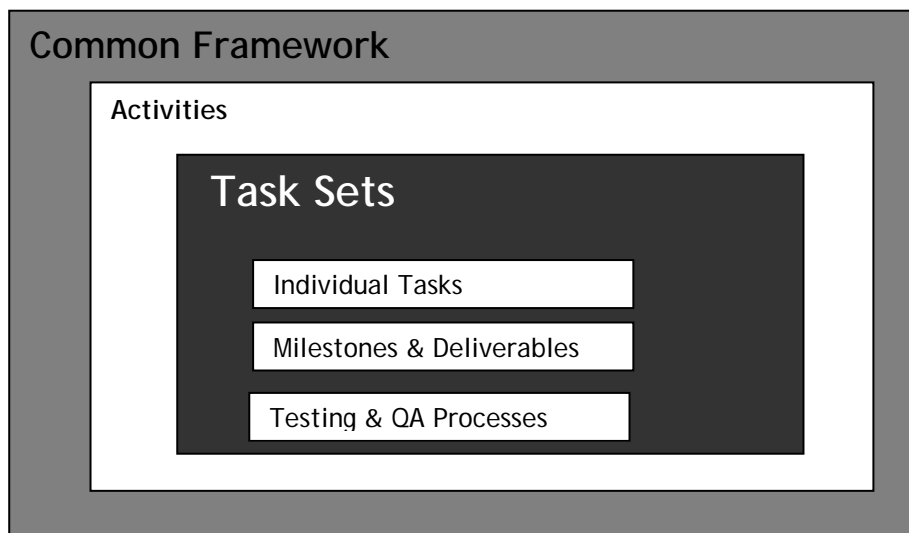 Common Framework
Activities
Task Sets
Individual Tasks
Milestones & Deliverables
Testing & QA Processes